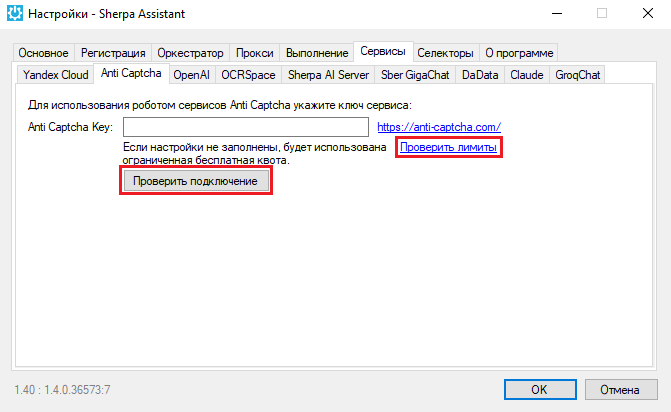 Настройки - Sherpa Assistant
Основное Регистрация Оркестратор Прокси Выполнение Сервисы Селекторы О программе
Yandex Cloud Anti Captcha OpenAI OCRSpace Sherpa AI Server Sber GigaChat DaData Claude GroqChat
Для использования роботом сервисов Anti Captcha укажите ключ сервиса:
Anti Captcha Key: https://anti-captcha.com/
Если настройки не заполнены, будет использована Проверить лимиты
ограниченная бесплатная квота.
Проверить подключение
1.40 : 1.4.0.36573:7 OK Отмена